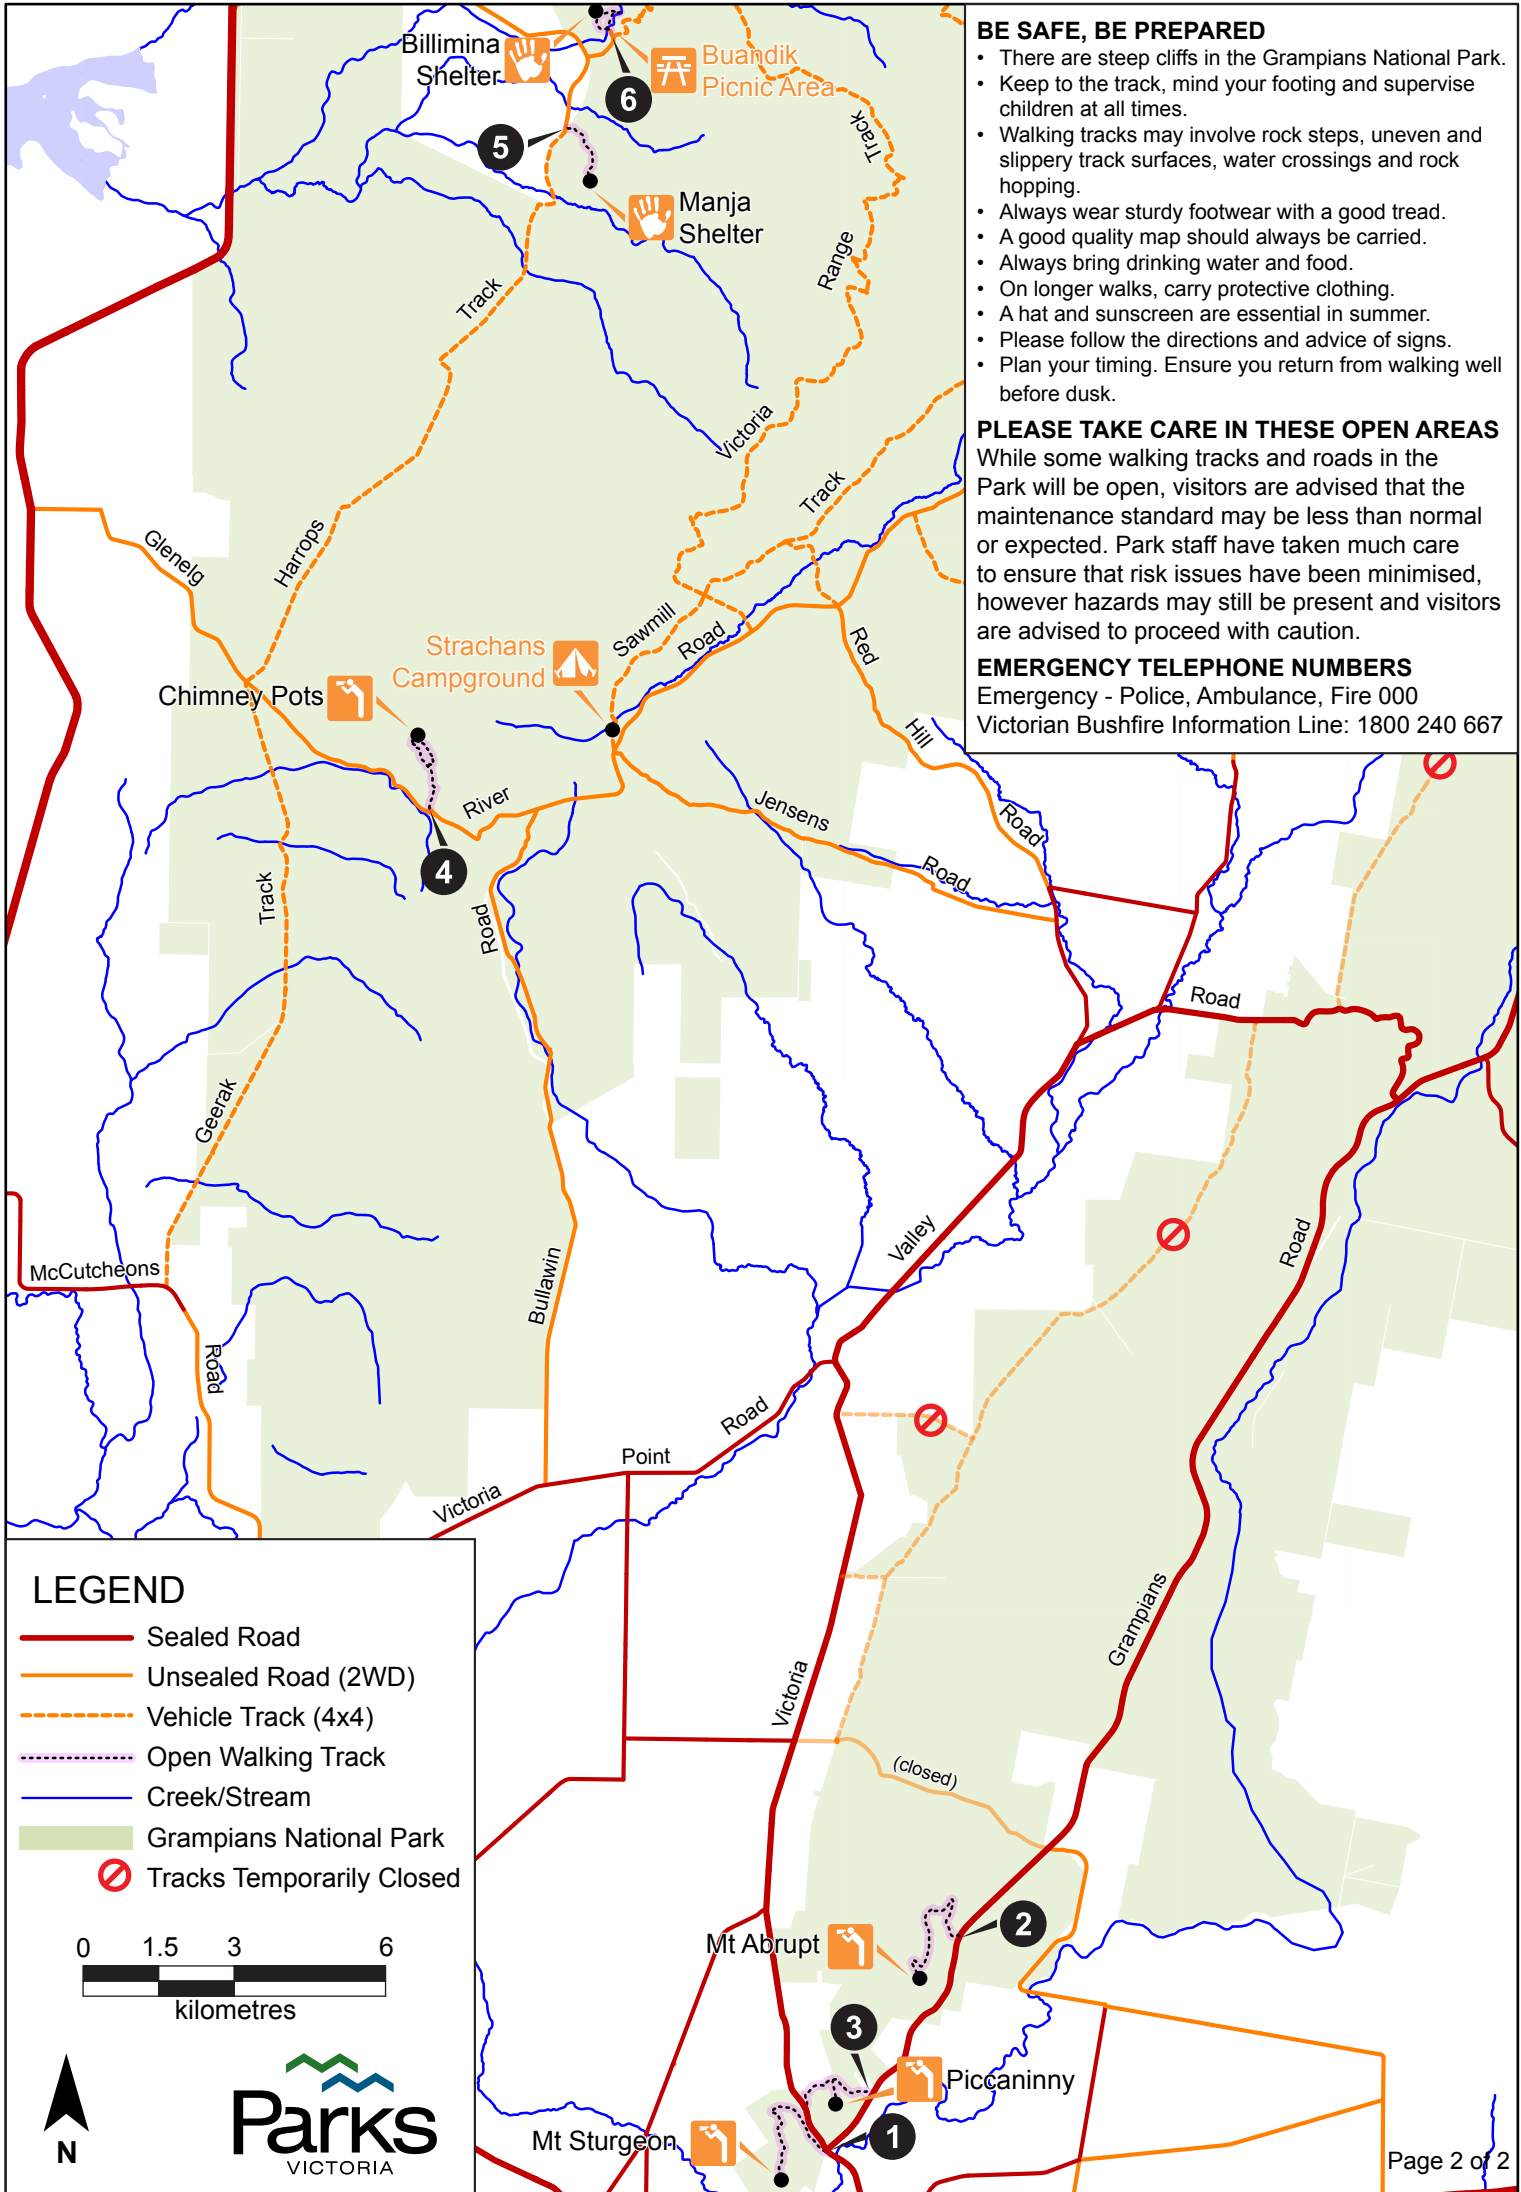 BE SAFE, BE PREPARED
• There are steep cliffs in the Grampians National Park.
• Keep to the track, mind your footing and supervise
children at all times.
• Walking tracks may involve rock steps, uneven and
slippery track surfaces, water crossings and rock
hopping.
• Always wear sturdy footwear with a good tread.
• A good quality map should always be carried.
• Always bring drinking water and food.
• On longer walks, carry protective clothing.
• A hat and sunscreen are essential in summer.
• Please follow the directions and advice of signs.
• Plan your timing. Ensure you return from walking well
before dusk.
PLEASE TAKE CARE IN THESE OPEN AREAS
While some walking tracks and roads in the
Park will be open, visitors are advised that the
maintenance standard may be less than normal
or expected. Park staff have taken much care
to ensure that risk issues have been minimised,
however hazards may still be present and visitors
are advised to proceed with caution.
EMERGENCY TELEPHONE NUMBERS
Emergency - Police, Ambulance, Fire 000
Victorian Bushfire Information Line: 1800 240 667
Billimina
Shelter
Buandik
Picnic Area
6
5
Manja
Shelter
Track
Range
Victoria
Track
Harrops
Glenelg
Track
Sawmill
Road
Red
Hill
Road
Strachans
Campground
Chimney Pots
River
4
Jensens
Road
Track
Geerak
Road
Bullawin
Road
Valley
Road
McCutcheons
Road
Victoria
Point
Road
Grampians
Victoria
(closed)
2
Mt Abrupt
3
Piccaninny
1
Mt Sturgeon
LEGEND
Sealed Road
Unsealed Road (2WD)
Vehicle Track (4x4)
Open Walking Track
Creek/Stream
Grampians National Park
Tracks Temporarily Closed
0 1.5 3 6
kilometres
N
Parks
VICTORIA
Page 2 of 2